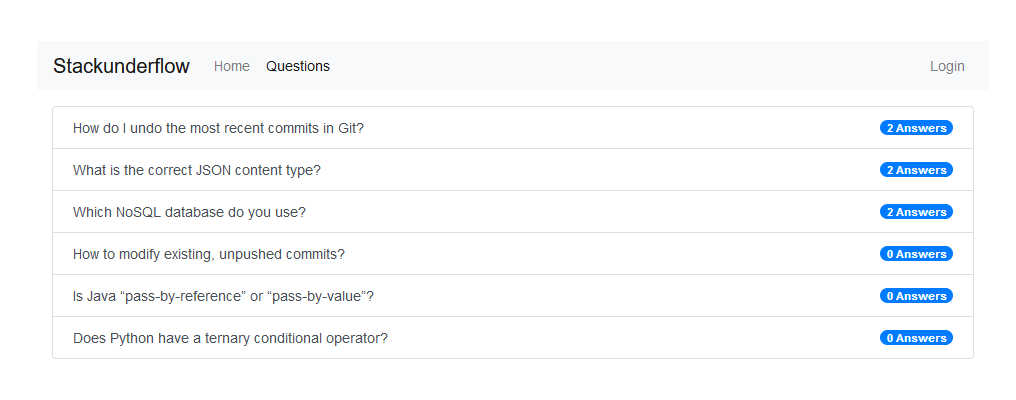 Stackunderflow Home Questions Login
How do I undo the most recent commits in Git? 2 Answers
What is the correct JSON content type? 2 Answers
Which NoSQL database do you use? 2 Answers
How to modify existing, unpushed commits? 0 Answers
Is Java “pass-by-reference” or “pass-by-value”? 0 Answers
Does Python have a ternary conditional operator? 0 Answers